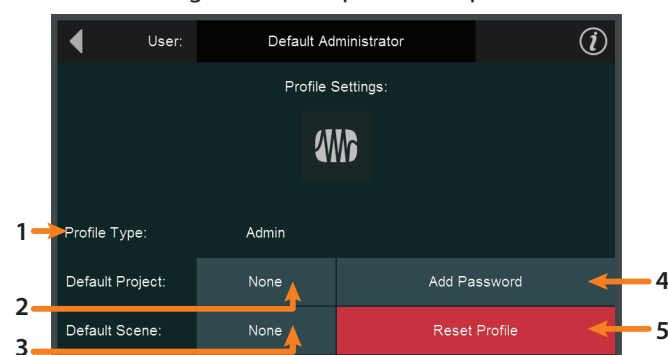 User: Default Administrator
Profile Settings:
1 Profile Type: Admin
Default Project: None Add Password 4
2
Default Scene: None Reset Profile 5
3